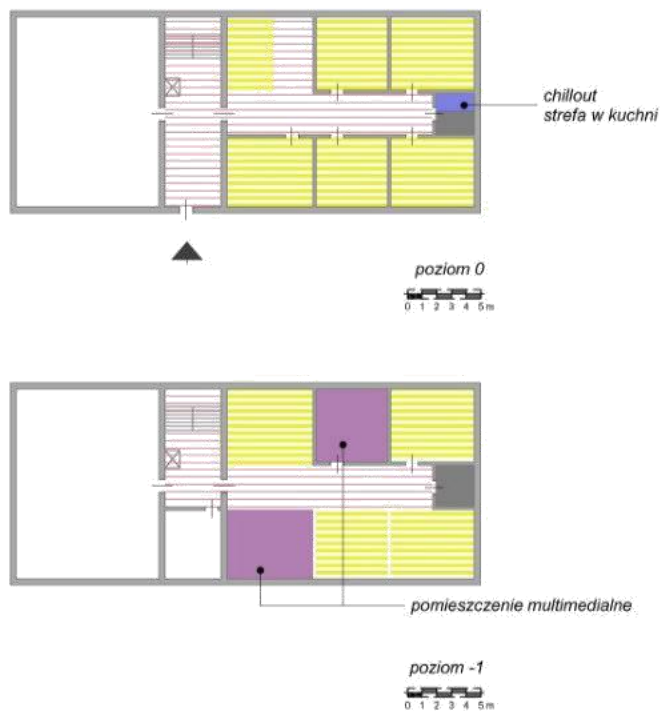 chillout
strefa w kuchni
poziom 0
0 1 2 3 4 5 m
pomieszczenie multimedialne
poziom -1
0 1 2 3 4 5 m